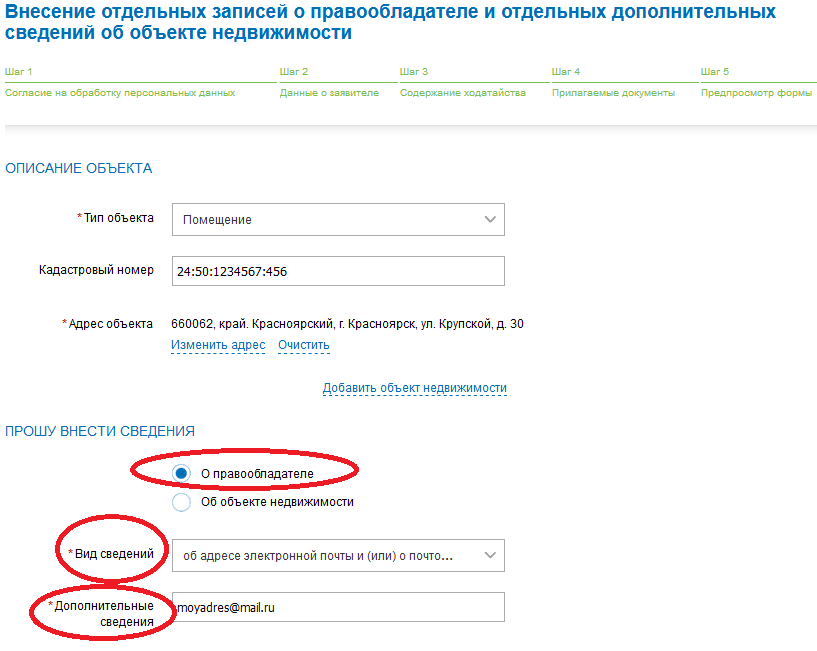 Внесение отдельных записей о правообладателе и отдельных дополнительных
сведений об объекте недвижимости
Шаг 1 Шаг 2 Шаг 3 Шаг 4 Шаг 5
Согласие на обработку персональных данных Данные о заявителе Содержание ходатайства Прилагаемые документы Предпросмотр формы
ОПИСАНИЕ ОБЪЕКТА
*Тип объекта Помещение
Кадастровый номер 24:50:1234567:456
*Адрес объекта 660062, край. Красноярский, г. Красноярск, ул. Крупской, д. 30
Изменить адрес Очистить
Добавить объект недвижимости
ПРОШУ ВНЕСТИ СВЕДЕНИЯ
О правообладателе
Об объекте недвижимости
*Вид сведений об адресе электронной почты и (или) о почто...
*Дополнительные
сведения moyadres@mail.ru